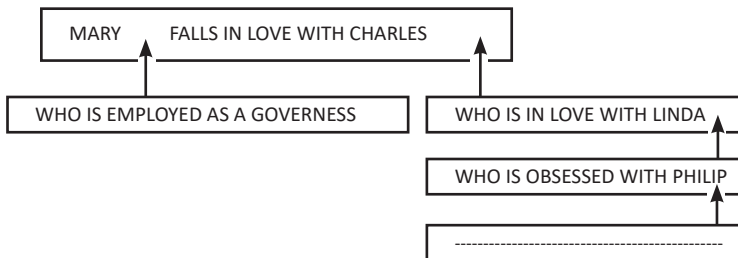 MARY FALLS IN LOVE WITH CHARLES
WHO IS EMPLOYED AS A GOVERNESS
WHO IS IN LOVE WITH LINDA
WHO IS OBSESSED WITH PHILIP
------------------------------------------------